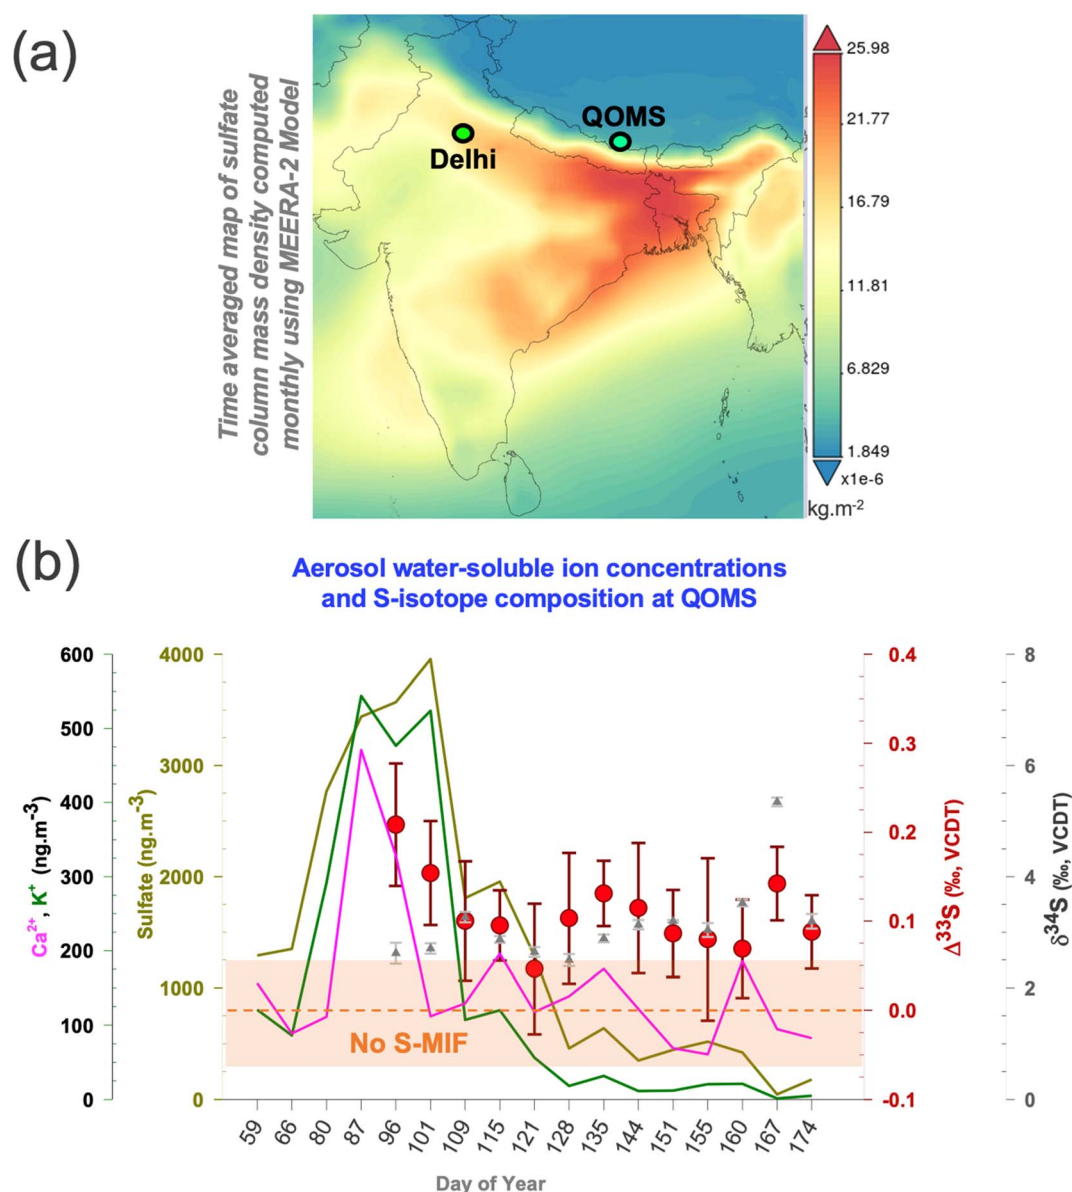 (a)
Time averaged map of sulfate
column mass density computed
monthly using MEERA-2 Model
QOMS
Delhi
25.98
21.77
16.79
11.81
6.829
1.849
x1e-6
kg.m-2
(b)
Aerosol water-soluble ion concentrations
and S-isotope composition at QOMS
Ca2+, K+ (ng.m-3)
600
500
400
300
200
100
0
Sulfate (ng.m-3)
4000
3000
2000
1000
0
No S-MIF
0.4
0.3
0.2
0.1
0.0
-0.1
Δ33S (‰, VCDT)
8
6
4
2
0
δ34S (‰, VCDT)
59 66 80 87 96 101 109 115 121 128 135 144 151 155 160 167 174
Day of Year